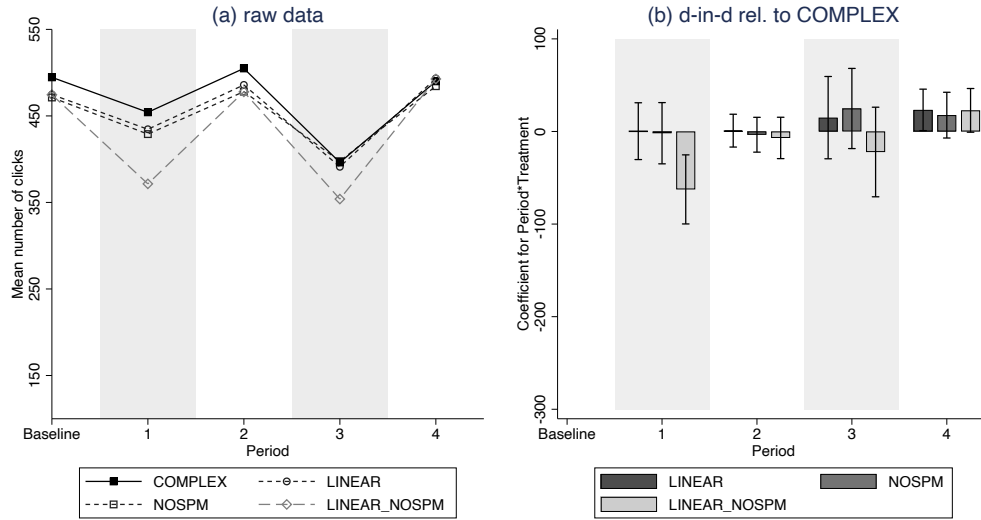 (a) raw data
Mean number of clicks
550
450
350
250
150
Baseline 1 2 3 4
Period
COMPLEX LINEAR
NOSPM LINEAR_NOSPM
(b) d-in-d rel. to COMPLEX
Coefficient for Period*Treatment
100
0
-100
-200
-300
Baseline 1 2 3 4
Period
LINEAR NOSPM
LINEAR_NOSPM